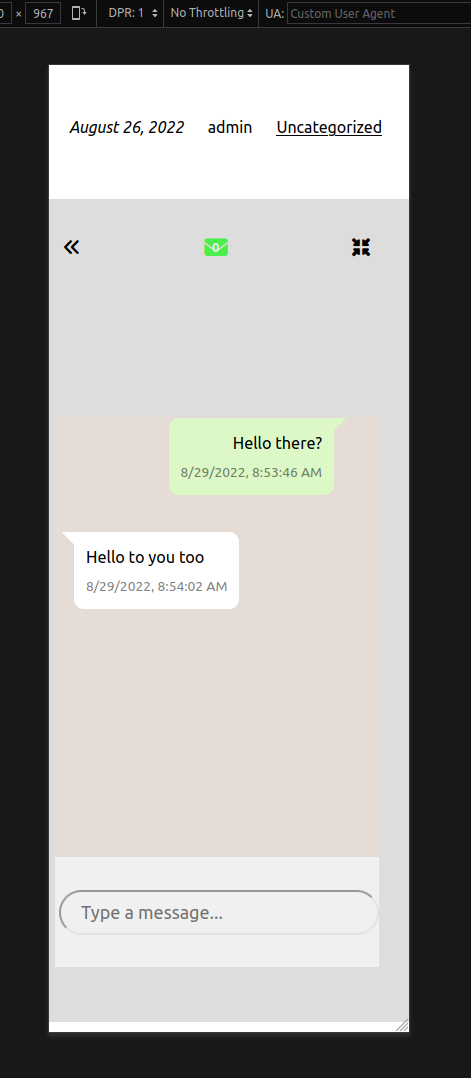 0 × 967 DPR: 1 No Throttling UA: Custom User Agent
August 26, 2022 admin Uncategorized
0
Hello there?
8/29/2022, 8:53:46 AM
Hello to you too
8/29/2022, 8:54:02 AM
Type a message...